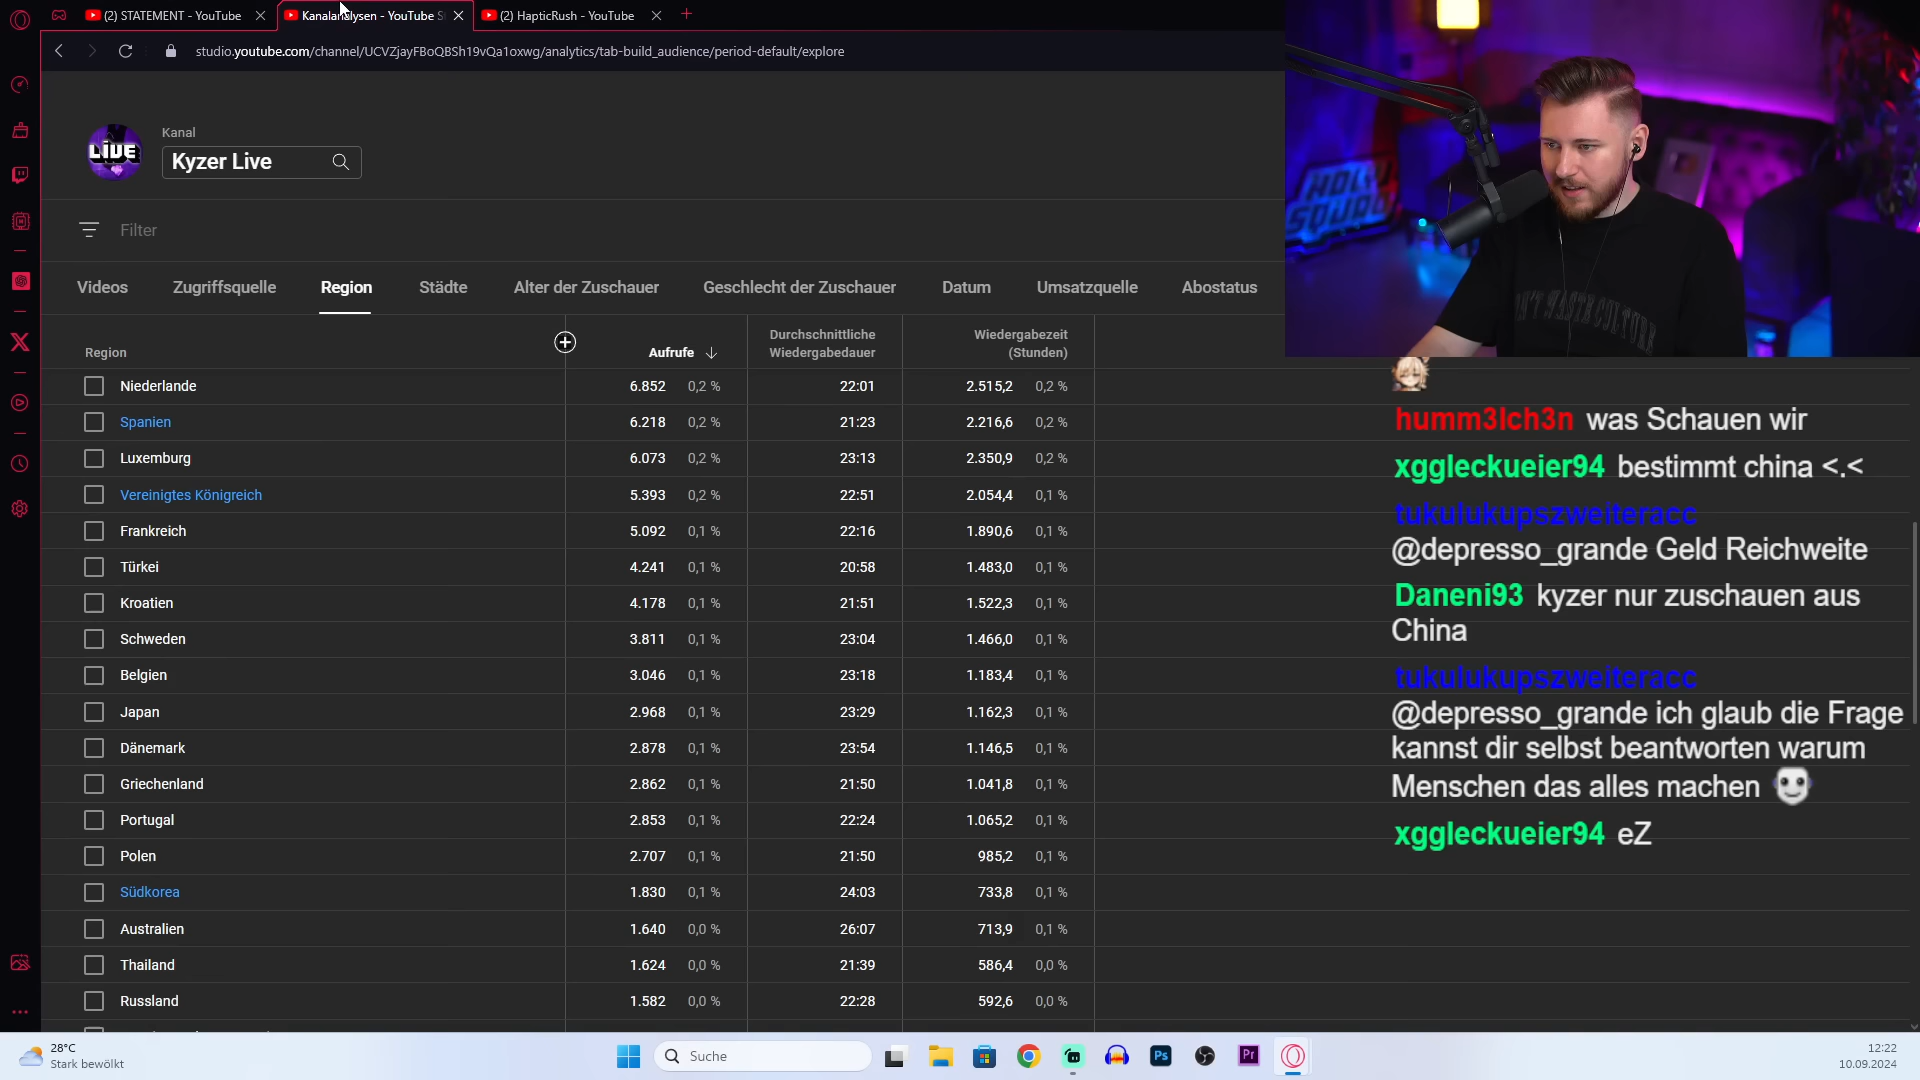 (2) STATEMENT - YouTube
Kanalanalysen - YouTube S
(2) HapticRush - YouTube
studio.youtube.com/channel/UCVZjayFBoQBSh19vQa1oxwg/analytics/tab-build_audience/period-default/explore
LIVE
Kanal
Kyzer Live
Filter
Videos Zugriffsquelle Region Städte Alter der Zuschauer Geschlecht der Zuschauer Datum Umsatzquelle Abostatus
Region Aufrufe Durchschnittliche Wiedergabedauer Wiedergabezeit (Stunden)
Niederlande 6.852 0,2 % 22:01 2.515,2 0,2 %
Spanien 6.218 0,2 % 21:23 2.216,6 0,2 %
Luxemburg 6.073 0,2 % 23:13 2.350,9 0,2 %
Vereinigtes Königreich 5.393 0,2 % 22:51 2.054,4 0,1 %
Frankreich 5.092 0,1 % 22:16 1.890,6 0,1 %
Türkei 4.241 0,1 % 20:58 1.483,0 0,1 %
Kroatien 4.178 0,1 % 21:51 1.522,3 0,1 %
Schweden 3.811 0,1 % 23:04 1.466,0 0,1 %
Belgien 3.046 0,1 % 23:18 1.183,4 0,1 %
Japan 2.968 0,1 % 23:29 1.162,3 0,1 %
Dänemark 2.878 0,1 % 23:54 1.146,5 0,1 %
Griechenland 2.862 0,1 % 21:50 1.041,8 0,1 %
Portugal 2.853 0,1 % 22:24 1.065,2 0,1 %
Polen 2.707 0,1 % 21:50 985,2 0,1 %
Südkorea 1.830 0,1 % 24:03 733,8 0,1 %
Australien 1.640 0,0 % 26:07 713,9 0,1 %
Thailand 1.624 0,0 % 21:39 586,4 0,0 %
Russland 1.582 0,0 % 22:28 592,6 0,0 %
HOLY
SQUAD
humm3lch3n was Schauen wir
xggleckueier94 bestimmt china <.<
tukulukupszweiteracc
@depresso_grande Geld Reichweite
Daneni93 kyzer nur zuschauen aus
China
tukulukupszweiteracc
@depresso_grande ich glaub die Frage
kannst dir selbst beantworten warum
Menschen das alles machen
xggleckueier94 eZ
28°C
Stark bewölkt
Suche
Ps
Pr
12:22
10.09.2024